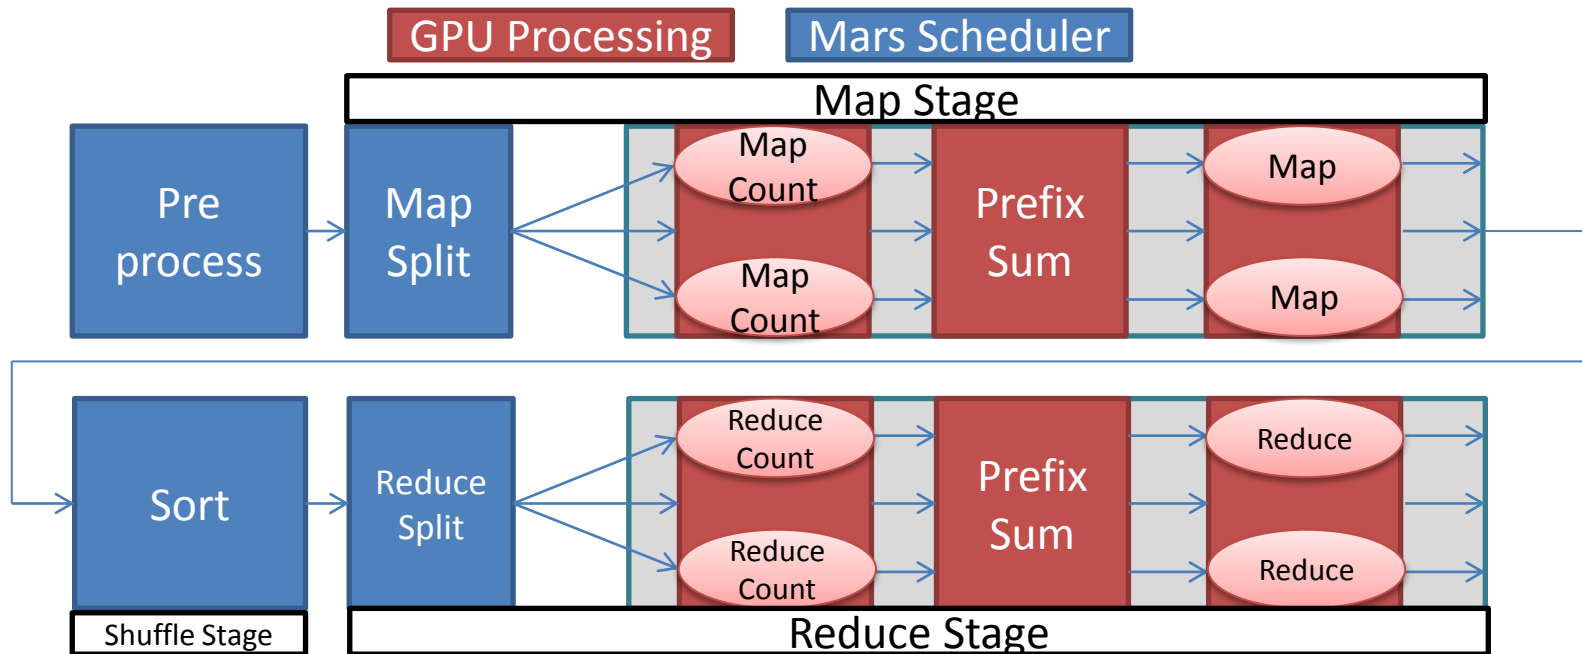 GPU Processing
Mars Scheduler
Map Stage
Pre
process
Map
Split
Map
Count
Map
Count
Prefix
Sum
Map
Map
Sort
Reduce
Split
Reduce
Count
Reduce
Count
Prefix
Sum
Reduce
Reduce
Shuffle Stage
Reduce Stage